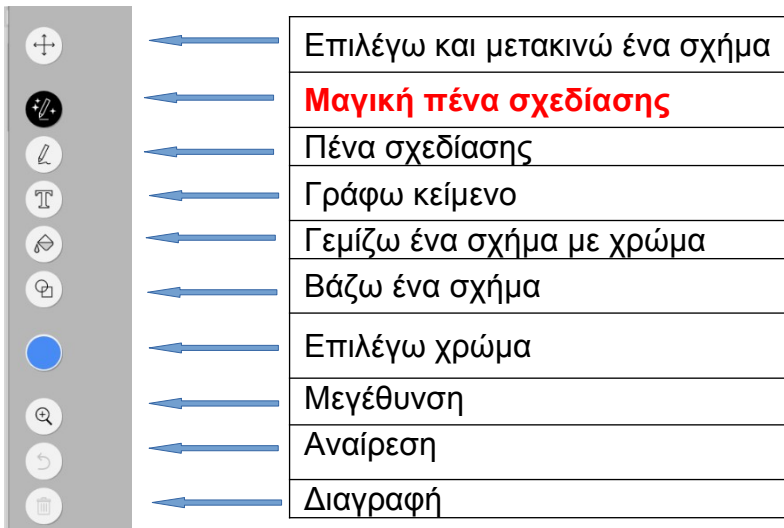 Επιλέγω και μετακινώ ένα σχήμα
Μαγική πένα σχεδίασης
Πένα σχεδίασης
T
Γράφω κείμενο
Γεμίζω ένα σχήμα με χρώμα
Βάζω ένα σχήμα
Επιλέγω χρώμα
Μεγέθυνση
Αναίρεση
Διαγραφή